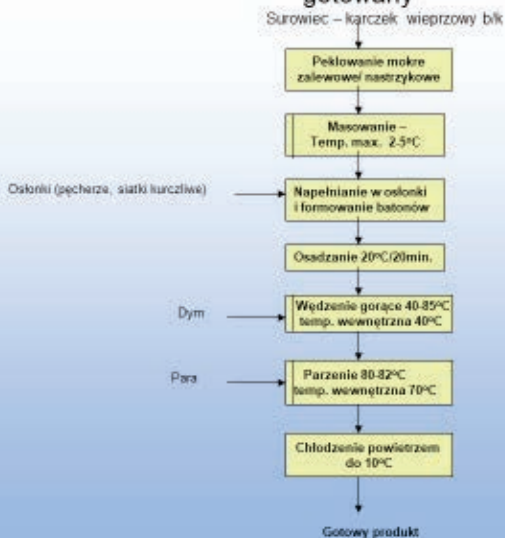 gotowany
Surowiec – karczek wieprzowy b/k
Peklowanie mokre
zalewowe/ nastrzykowe
Masowanie –
Temp. max. 2-5ºC
Osłonki (pęcherze, siatki kurczliwe)
Napełnianie w osłonki
i formowanie batonów
Osadzanie 20ºC/20min.
Dym
Wędzenie gorące 40-85ºC
temp. wewnętrzna 40ºC
Para
Parzenie 80-82ºC
temp. wewnętrzna 70ºC
Chłodzenie powietrzem
do 10ºC
Gotowy produkt